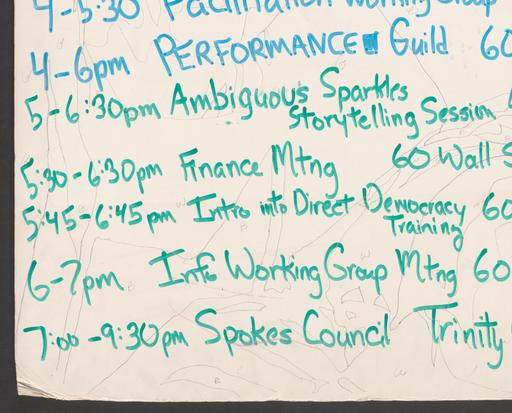 4-5:30 Facilitation Working Group
4-6pm PERFORMANCE Guild 60
5-6:30pm Ambiguous Sparkles
Storytelling Session
5:30-6:30pm Finance Mtng 60 Wall S
5:45-6:45pm Intro into Direct Democracy 60
Training
6-7pm Info Working Group Mtng 60
7:00-9:30pm Spokes Council Trinity